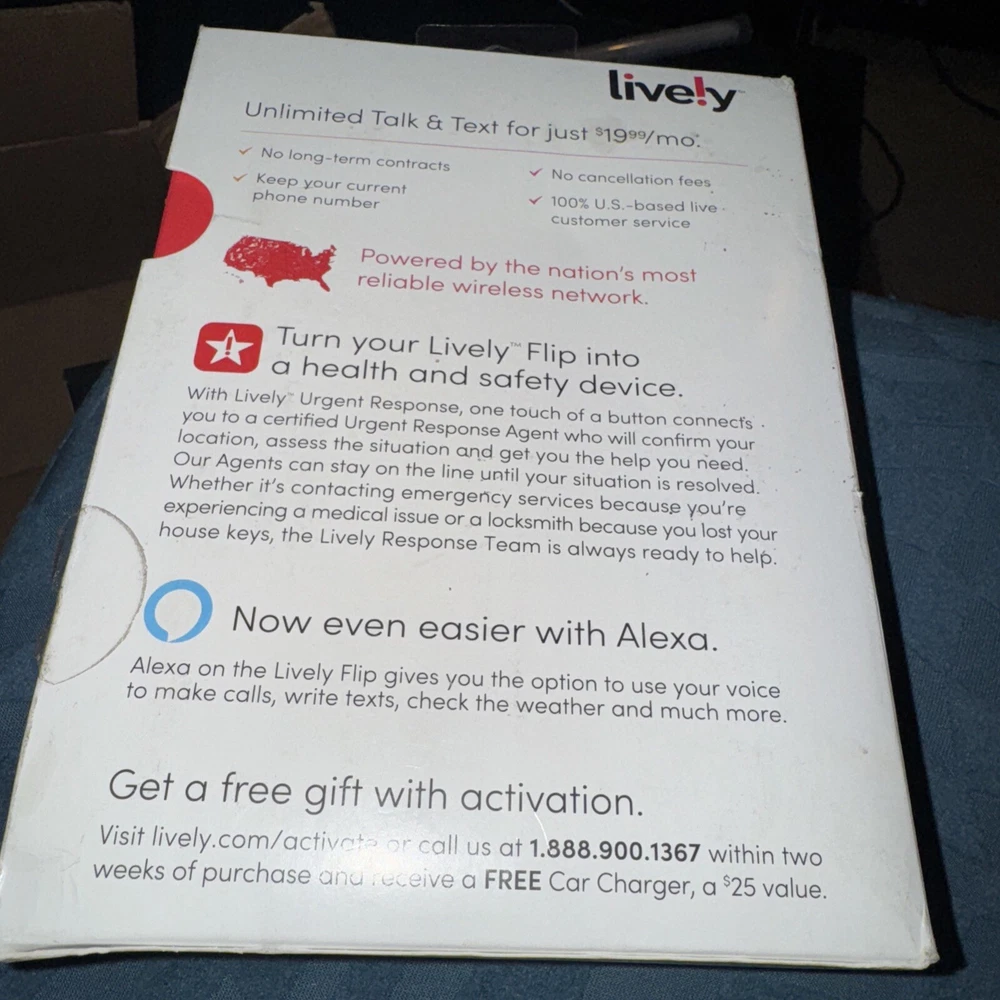 live!y™
Unlimited Talk & Text for just $19⁹⁹/mo.
✓ No long-term contracts
✓ Keep your current
phone number
✓ No cancellation fees
✓ 100% U.S.-based live
customer service
Powered by the nation's most
reliable wireless network.
Turn your Lively™ Flip into
a health and safety device.
With Lively™ Urgent Response, one touch of a button connects
you to a certified Urgent Response Agent who will confirm your
location, assess the situation and get you the help you need.
Our Agents can stay on the line until your situation is resolved.
Whether it's contacting emergency services because you're
experiencing a medical issue or a locksmith because you lost your
house keys, the Lively Response Team is always ready to help.
Now even easier with Alexa.
Alexa on the Lively Flip gives you the option to use your voice
to make calls, write texts, check the weather and much more.
Get a free gift with activation.
Visit lively.com/activate or call us at 1.888.900.1367 within two
weeks of purchase and receive a FREE Car Charger, a $25 value.